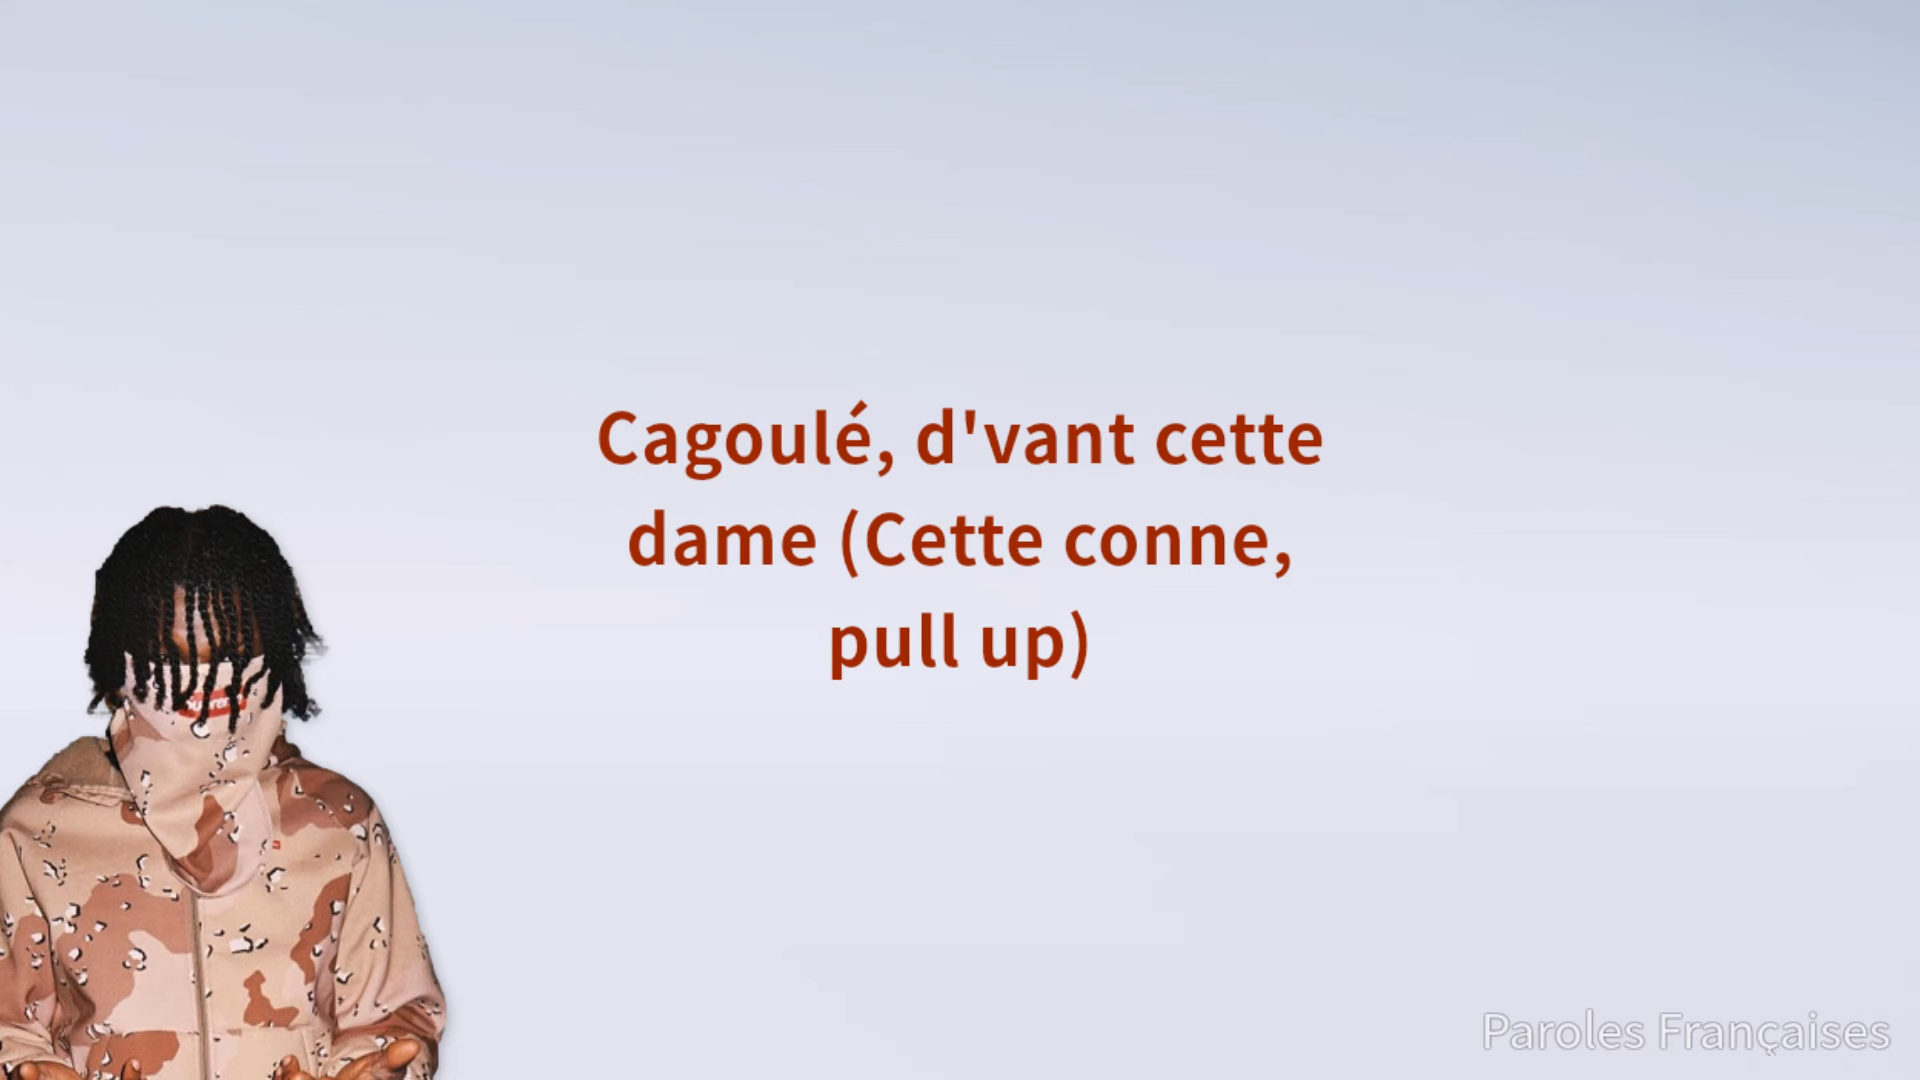 Cagoulé, d'vant cette
dame (Cette conne,
pull up)
Paroles Françaises